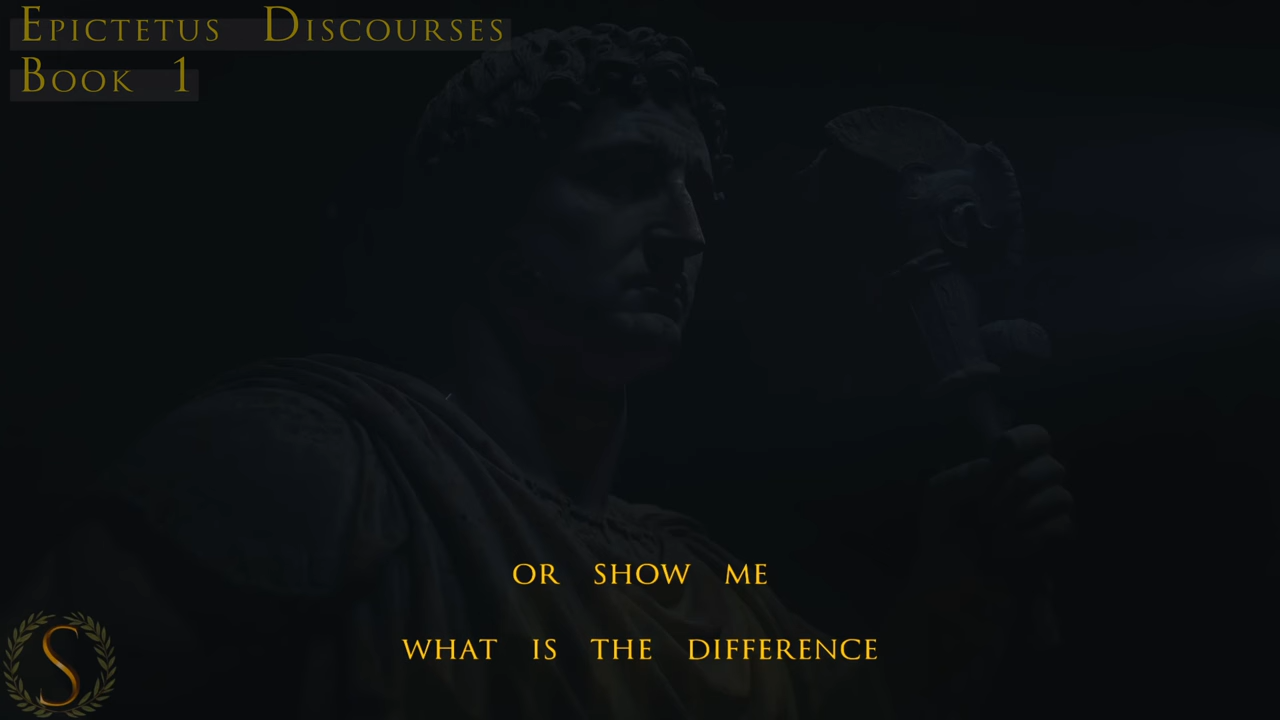 Epictetus Discourses
Book 1
S
OR SHOW ME
WHAT IS THE DIFFERENCE